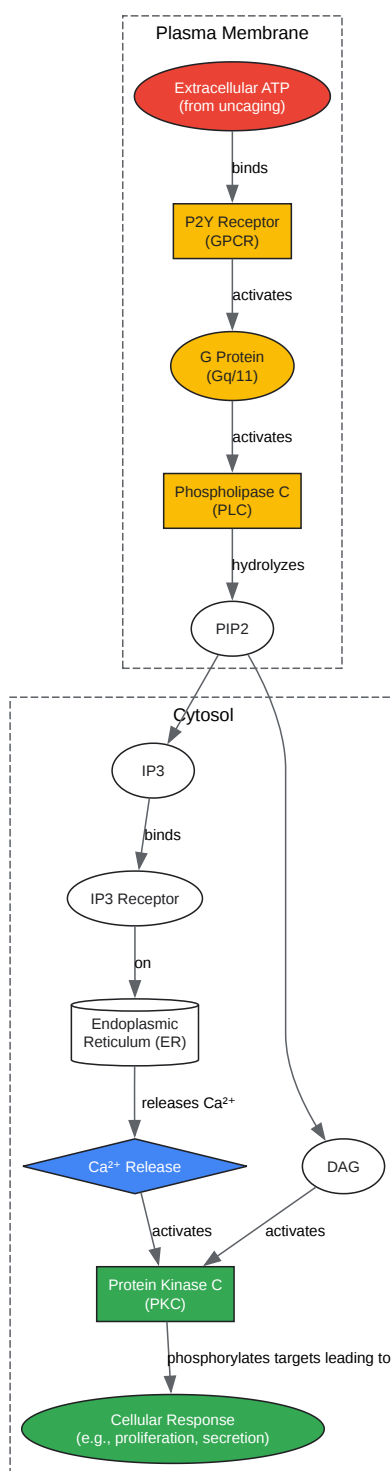 Plasma Membrane
Extracellular ATP
(from uncaging)
binds
P2Y Receptor
(GPCR)
activates
G Protein
(Gq/11)
activates
Phospholipase C
(PLC)
hydrolyzes
PIP2
Cytosol
IP3
binds
IP3 Receptor
on
Endoplasmic
Reticulum (ER)
releases Ca²⁺
Ca²⁺ Release
DAG
activates
activates
Protein Kinase C
(PKC)
phosphorylates targets leading to
Cellular Response
(e.g., proliferation, secretion)